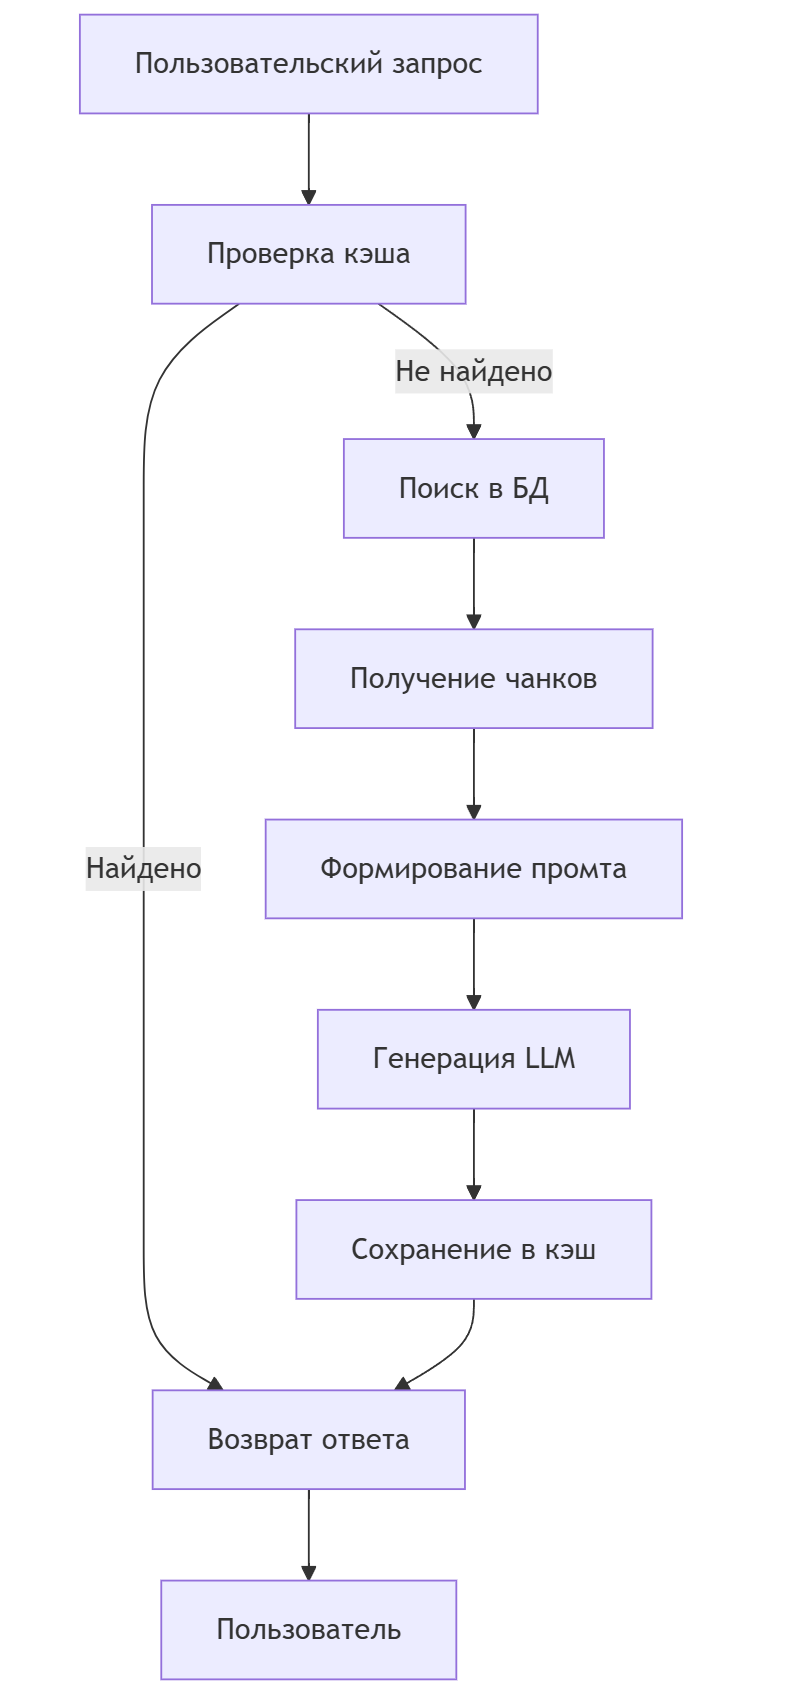 Пользовательский запрос
Проверка кэша
Не найдено
Поиск в БД
Получение чанков
Найдено
Формирование промта
Генерация LLM
Сохранение в кэш
Возврат ответа
Пользователь